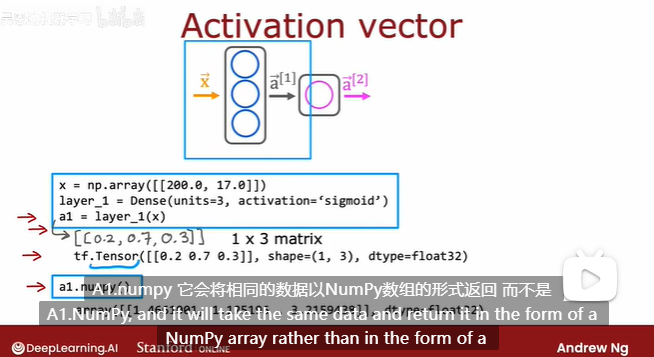 Activation vector
x
a[1]
a[2]
x = np.array([[200.0, 17.0]])
layer_1 = Dense(units=3, activation=‘sigmoid’)
a1 = layer_1(x)
[[0.2, 0.7, 0.3]] 1 x 3 matrix
tf.Tensor([[0.2 0.7 0.3]], shape=(1, 3), dtype=float32)
a1.numpy()
A1.numpy 它会将相同的数据以NumPy数组的形式返回 而不是
A1.NumPy, and it will take the same data and return it in the form of a
NumPy array rather than in the form of a
DeepLearning.AI Stanford ONLINE Andrew Ng